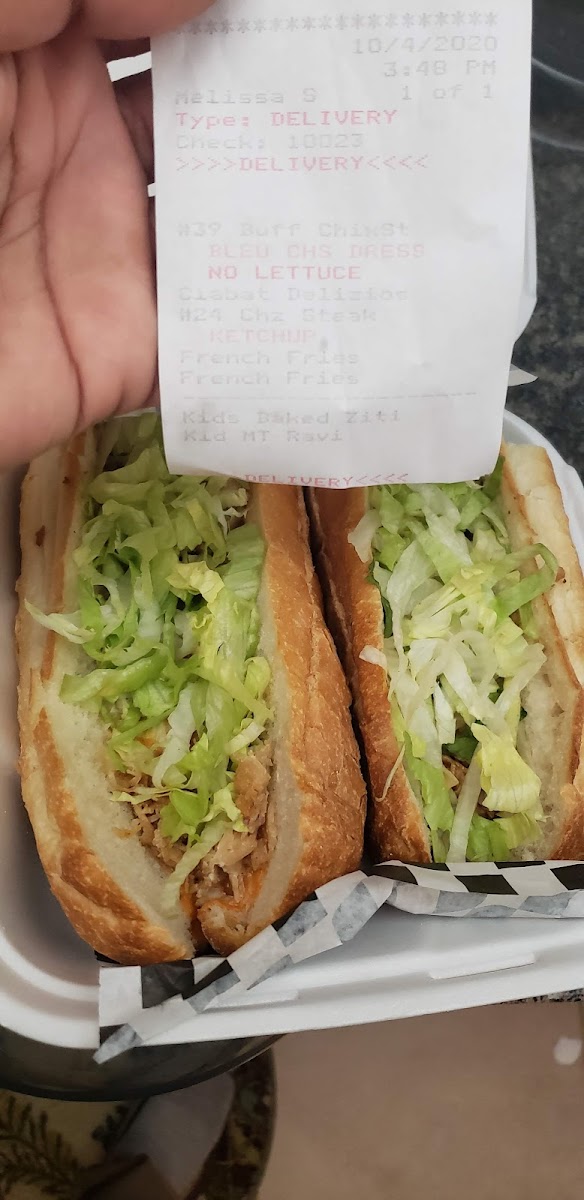 *******************
10/4/2020
3:48 PM
Melissa S 1 of 1
Type: DELIVERY
Check: 10023
>>>>DELIVERY<<<<
#39 Buff ChikSt
BLEU CHS DRESS
NO LETTUCE
Ciabat Delizios
#24 Chz Steak
KETCHUP
French Fries
French Fries
Kids Baked Ziti
Kid MT Ravi
DELIVERY<<<<